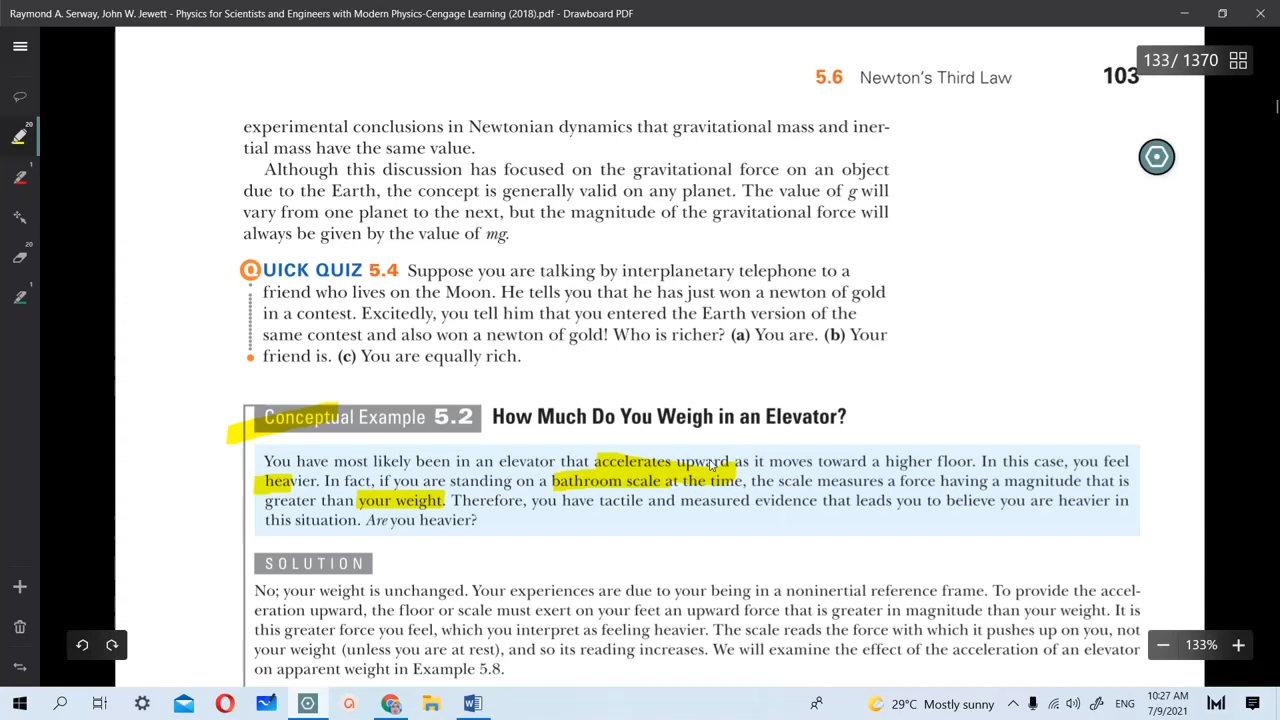 Raymond A. Serway, John W. Jewett - Physics for Scientists and Engineers with Modern Physics-Cengage Learning (2018).pdf - Drawboard PDF
133/ 1370
5.6 Newton's Third Law 103
experimental conclusions in Newtonian dynamics that gravitational mass and iner-
tial mass have the same value.
Although this discussion has focused on the gravitational force on an object
due to the Earth, the concept is generally valid on any planet. The value of g will
vary from one planet to the next, but the magnitude of the gravitational force will
always be given by the value of mg.
QUICK QUIZ 5.4 Suppose you are talking by interplanetary telephone to a
friend who lives on the Moon. He tells you that he has just won a newton of gold
in a contest. Excitedly, you tell him that you entered the Earth version of the
same contest and also won a newton of gold! Who is richer? (a) You are. (b) Your
friend is. (c) You are equally rich.
Conceptual Example 5.2 How Much Do You Weigh in an Elevator?
You have most likely been in an elevator that accelerates upward as it moves toward a higher floor. In this case, you feel
heavier. In fact, if you are standing on a bathroom scale at the time, the scale measures a force having a magnitude that is
greater than your weight. Therefore, you have tactile and measured evidence that leads you to believe you are heavier in
this situation. Are you heavier?
SOLUTION
No; your weight is unchanged. Your experiences are due to your being in a noninertial reference frame. To provide the accel-
eration upward, the floor or scale must exert on your feet an upward force that is greater in magnitude than your weight. It is
this greater force you feel, which you interpret as feeling heavier. The scale reads the force with which it pushes up on you, not
your weight (unless you are at rest), and so its reading increases. We will examine the effect of the acceleration of an elevator
on apparent weight in Example 5.8.
20
1
20
1
133%
29°C Mostly sunny
ENG
10:27 AM
7/9/2021